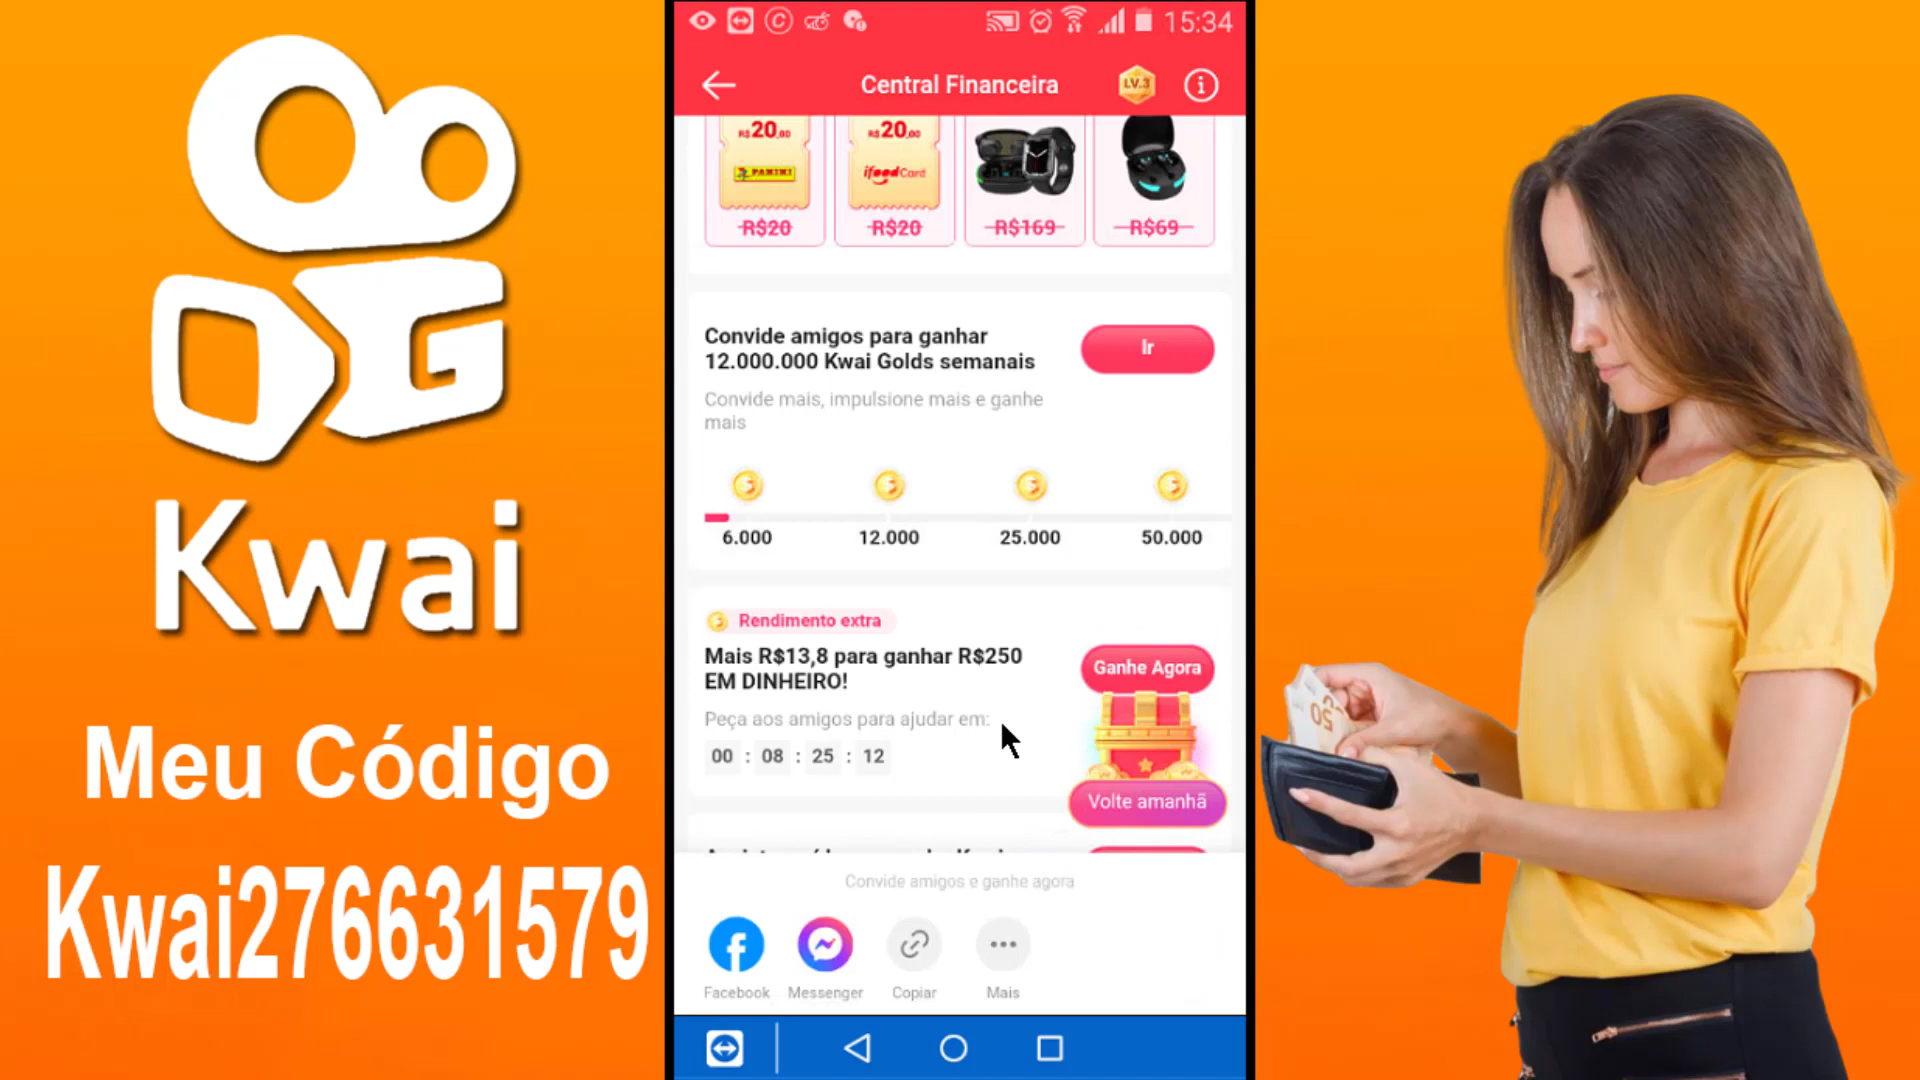 Kwai
Meu Código
Kwai276631579
15:34
Central Financeira
LV.3
R$20,00
R$20,00
PANINI
ifoodCard
R$20
R$20
R$169
R$69
Convide amigos para ganhar
12.000.000 Kwai Golds semanais
Ir
Convide mais, impulsione mais e ganhe
mais
6.000
12.000
25.000
50.000
Rendimento extra
Mais R$13,8 para ganhar R$250
EM DINHEIRO!
Ganhe Agora
Peça aos amigos para ajudar em:
00 : 08 : 25 : 12
Volte amanhã
Convide amigos e ganhe agora
Facebook
Messenger
Copiar
Mais
50